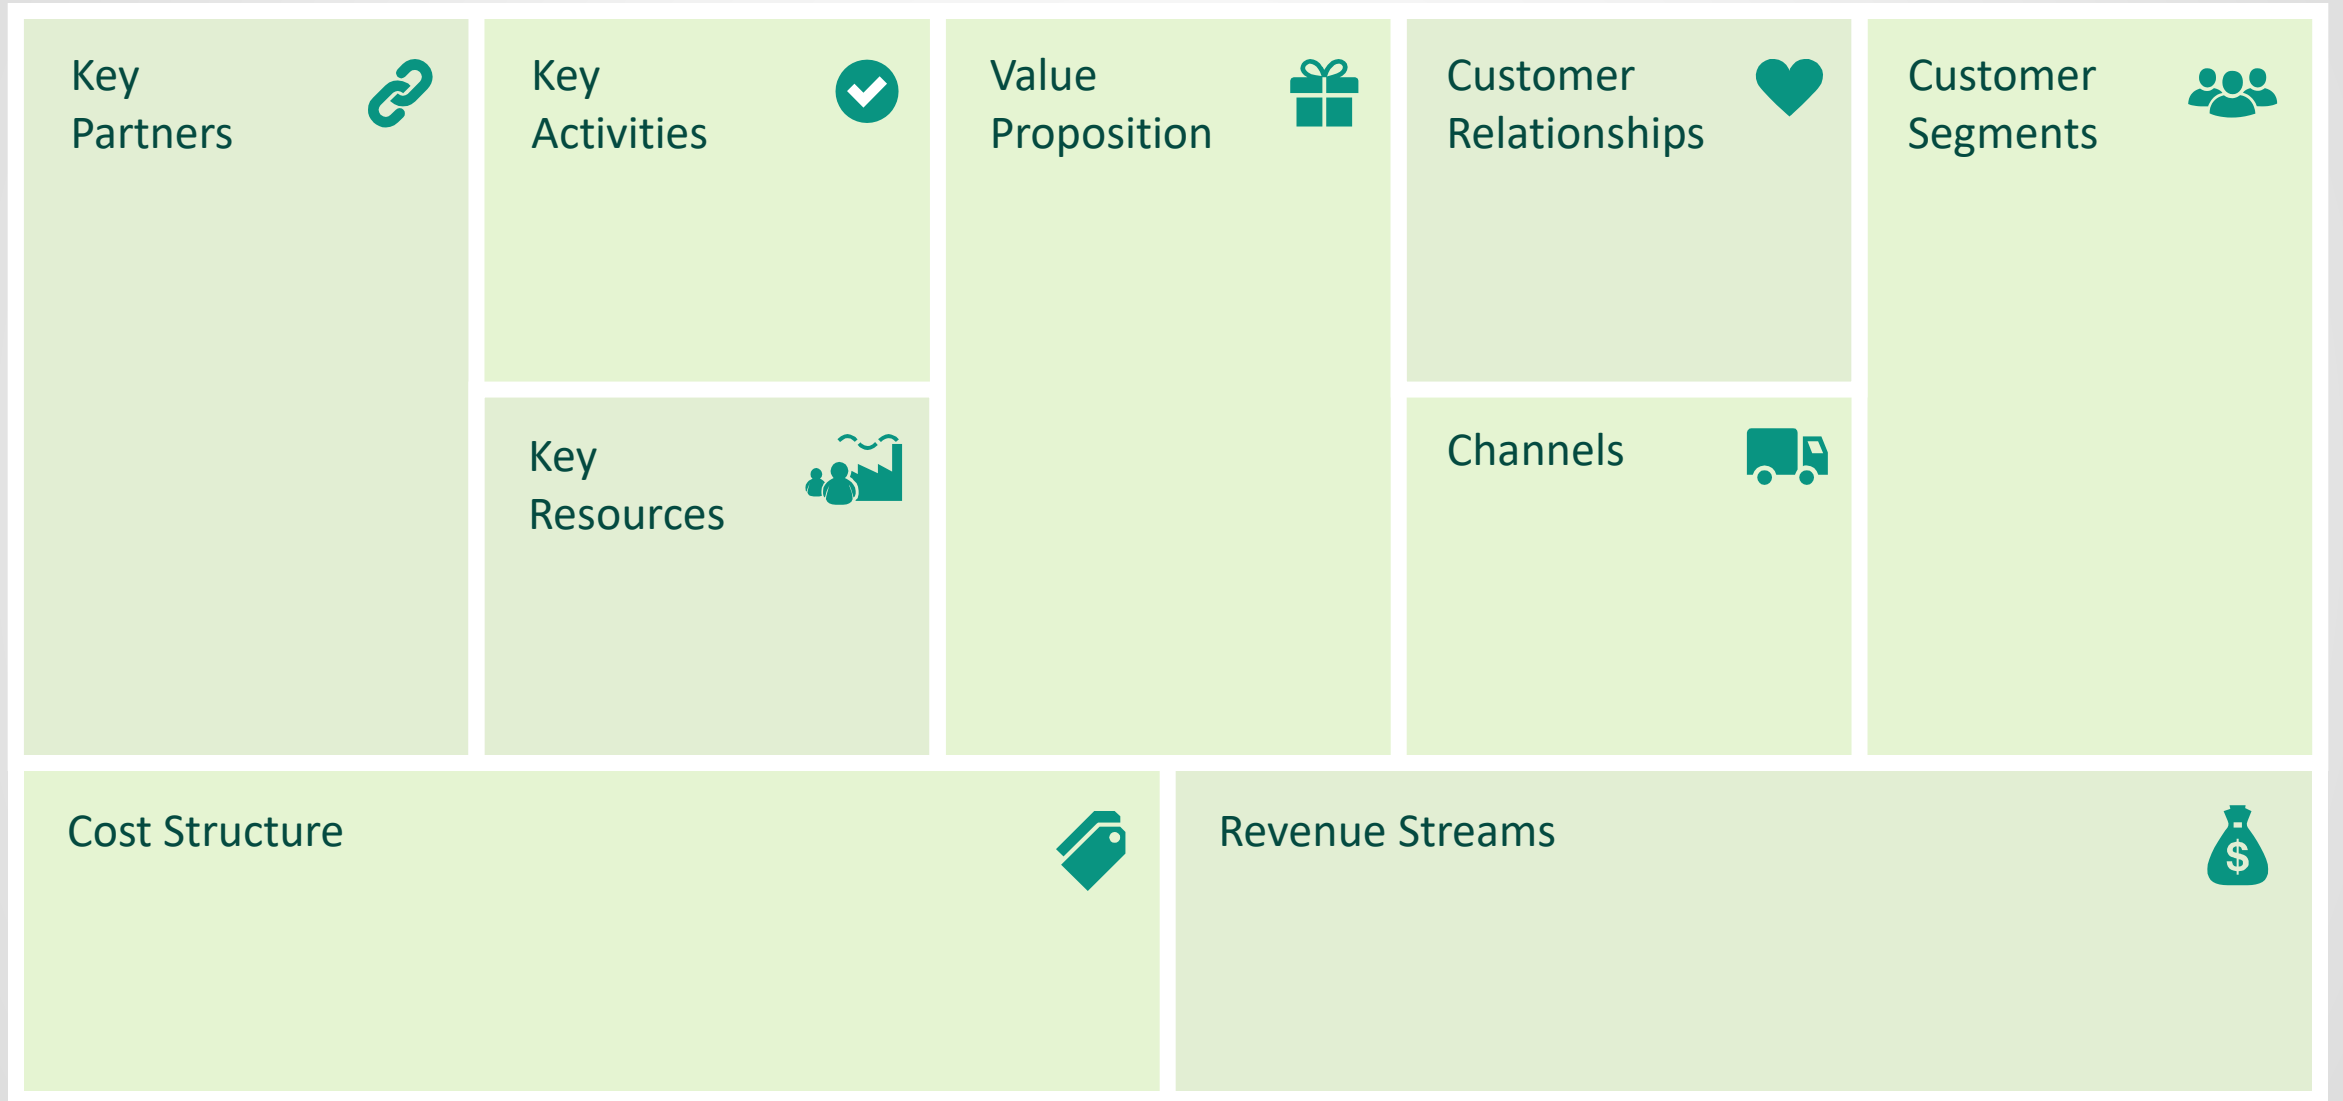 Key
Partners
Key
Activities
Value
Proposition
Customer
Relationships
Customer
Segments
Key
Resources
Channels
Cost Structure
Revenue Streams
$